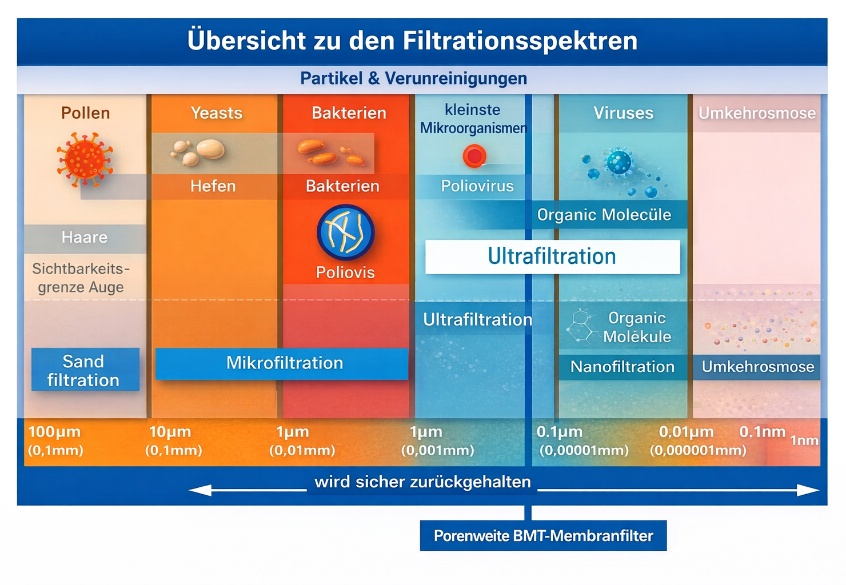 Übersicht zu den Filtrationsspektren
Partikel & Verunreinigungen
Pollen
Yeasts
Bakterien
kleinste
Mikroorganismen
Viruses
Umkehrosmose
Hefen
Bakterien
Poliovirus
Organic Molecüle
Haare
Sichtbarkeits-
grenze Auge
Poliovis
Ultrafiltration
Ultrafiltration
Organic
Molēkule
Sand
filtration
Mikrofiltration
Nanofiltration
Umkehrosmose
100µm
(0,1mm)
10µm
(0,1mm)
1µm
(0,01mm)
1µm
(0,001mm)
0.1µm
(0,00001mm)
0,01µm
(0,000001mm)
0.1nm
1nm
wird sicher zurückgehalten
Porenweite BMT-Membranfilter